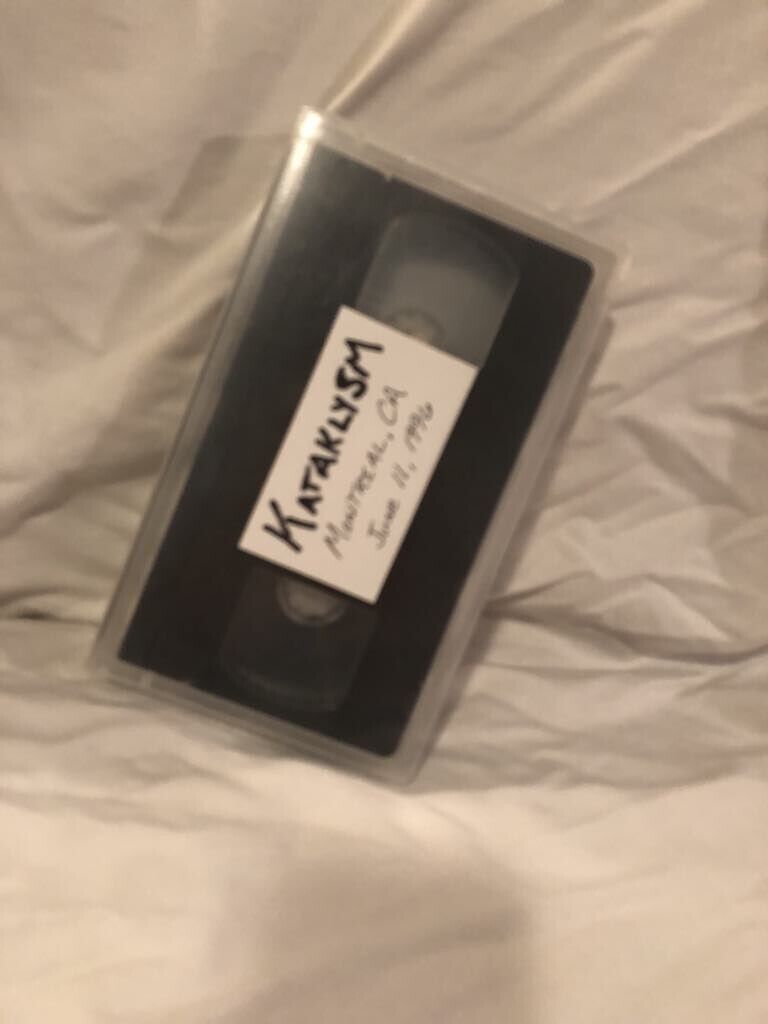 KATAKLYSM
MONTREAL, CA
JUNE 11, 1996